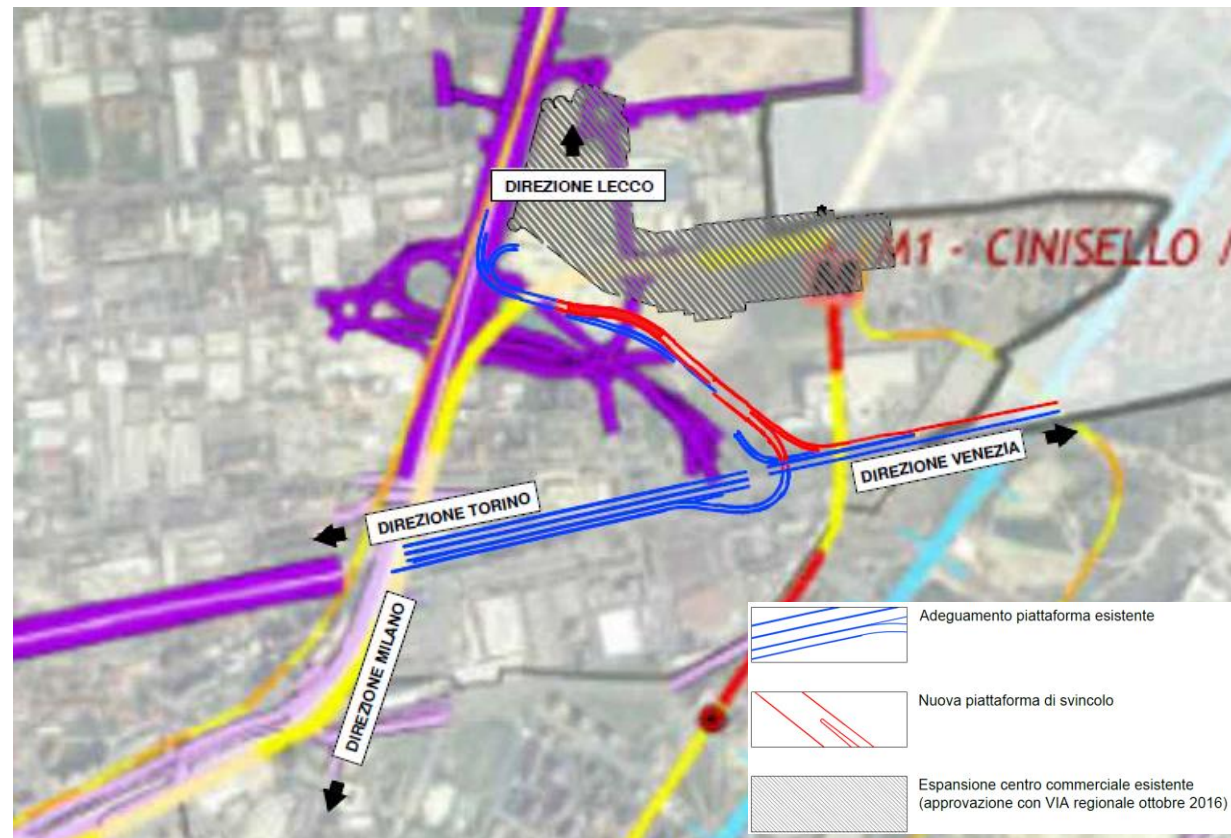 DIREZIONE LECCO
M1 - CINISELLO
DIREZIONE VENEZIA
DIREZIONE TORINO
DIREZIONE MILANO
Adeguamento piattaforma esistente
Nuova piattaforma di svincolo
Espansione centro commerciale esistente
(approvazione con VIA regionale ottobre 2016)